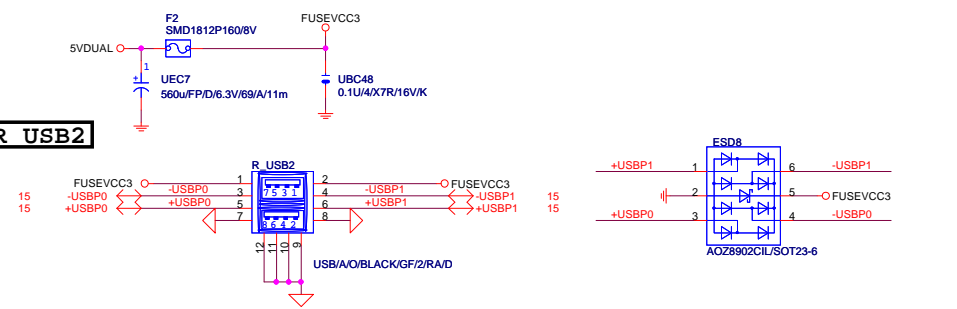 F2
SMD1812P160/8V
FUSEVCC3
5VDUAL
1
+
UEC7
560u/FP/D/6.3V/69/A/11m
UBC48
0.1U/4/X7R/16V/K
USB2
R_USB2
FUSEVCC3
1
2
FUSEVCC3
15
-USBP0
-USBP0
3
4
-USBP1
-USBP1
15
15
+USBP0
+USBP0
5
6
+USBP1
+USBP1
15
7
8
7 5 3 1
8 6 4 2
12
11
10
9
USB/A/O/BLACK/GF/2/RA/D
ESD8
+USBP1
1
6
-USBP1
2
5
FUSEVCC3
+USBP0
3
4
-USBP0
AOZ8902CIL/SOT23-6